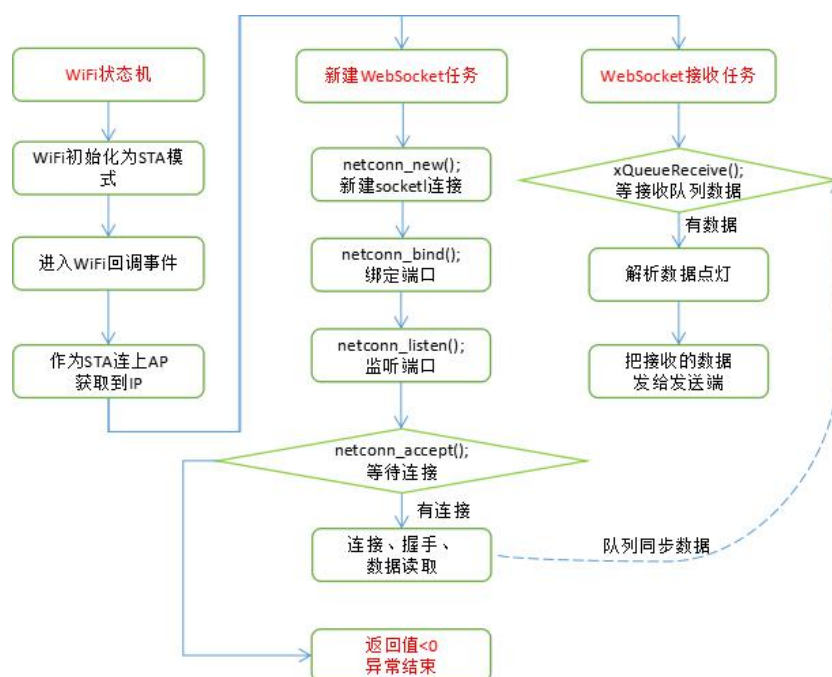 WiFi状态机
WiFi初始化为STA模
式
进入WiFi回调事件
作为STA连上AP
获取到IP
新建WebSocket任务
netconn_new();
新建socketl连接
netconn_bind();
绑定端口
netconn_listen();
监听端口
netconn_accept();
等待连接
有连接
连接、握手、
数据读取
返回值<0
异常结束
WebSocket接收任务
xQueueReceive();
等接收队列数据
有数据
解析数据点灯
把接收的数据
发给发送端
队列同步数据